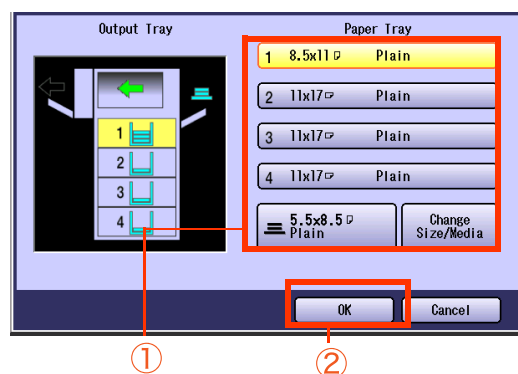 Output Tray
Paper Tray
1 8.5x11 Plain
2 11x17 Plain
3 11x17 Plain
4 11x17 Plain
5.5x8.5
Plain
Change
Size/Media
1
2
3
4
OK
Cancel
①
②